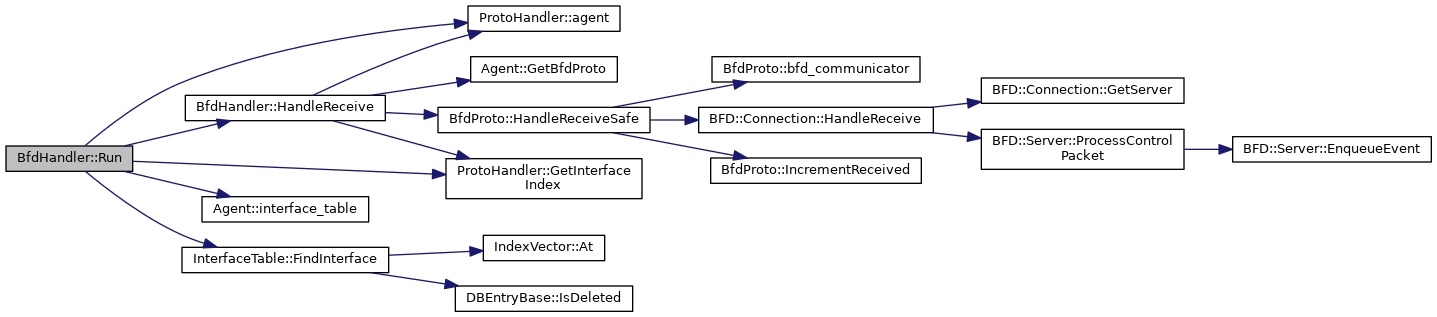 BfdHandler::Run
ProtoHandler::agent
BfdHandler::HandleReceive
Agent::GetBfdProto
BfdProto::HandleReceiveSafe
BfdProto::bfd_communicator
BFD::Connection::HandleReceive
BFD::Connection::GetServer
BFD::Server::ProcessControl
Packet
BFD::Server::EnqueueEvent
BfdProto::IncrementReceived
ProtoHandler::GetInterface
Index
Agent::interface_table
InterfaceTable::FindInterface
IndexVector::At
DBEntryBase::IsDeleted